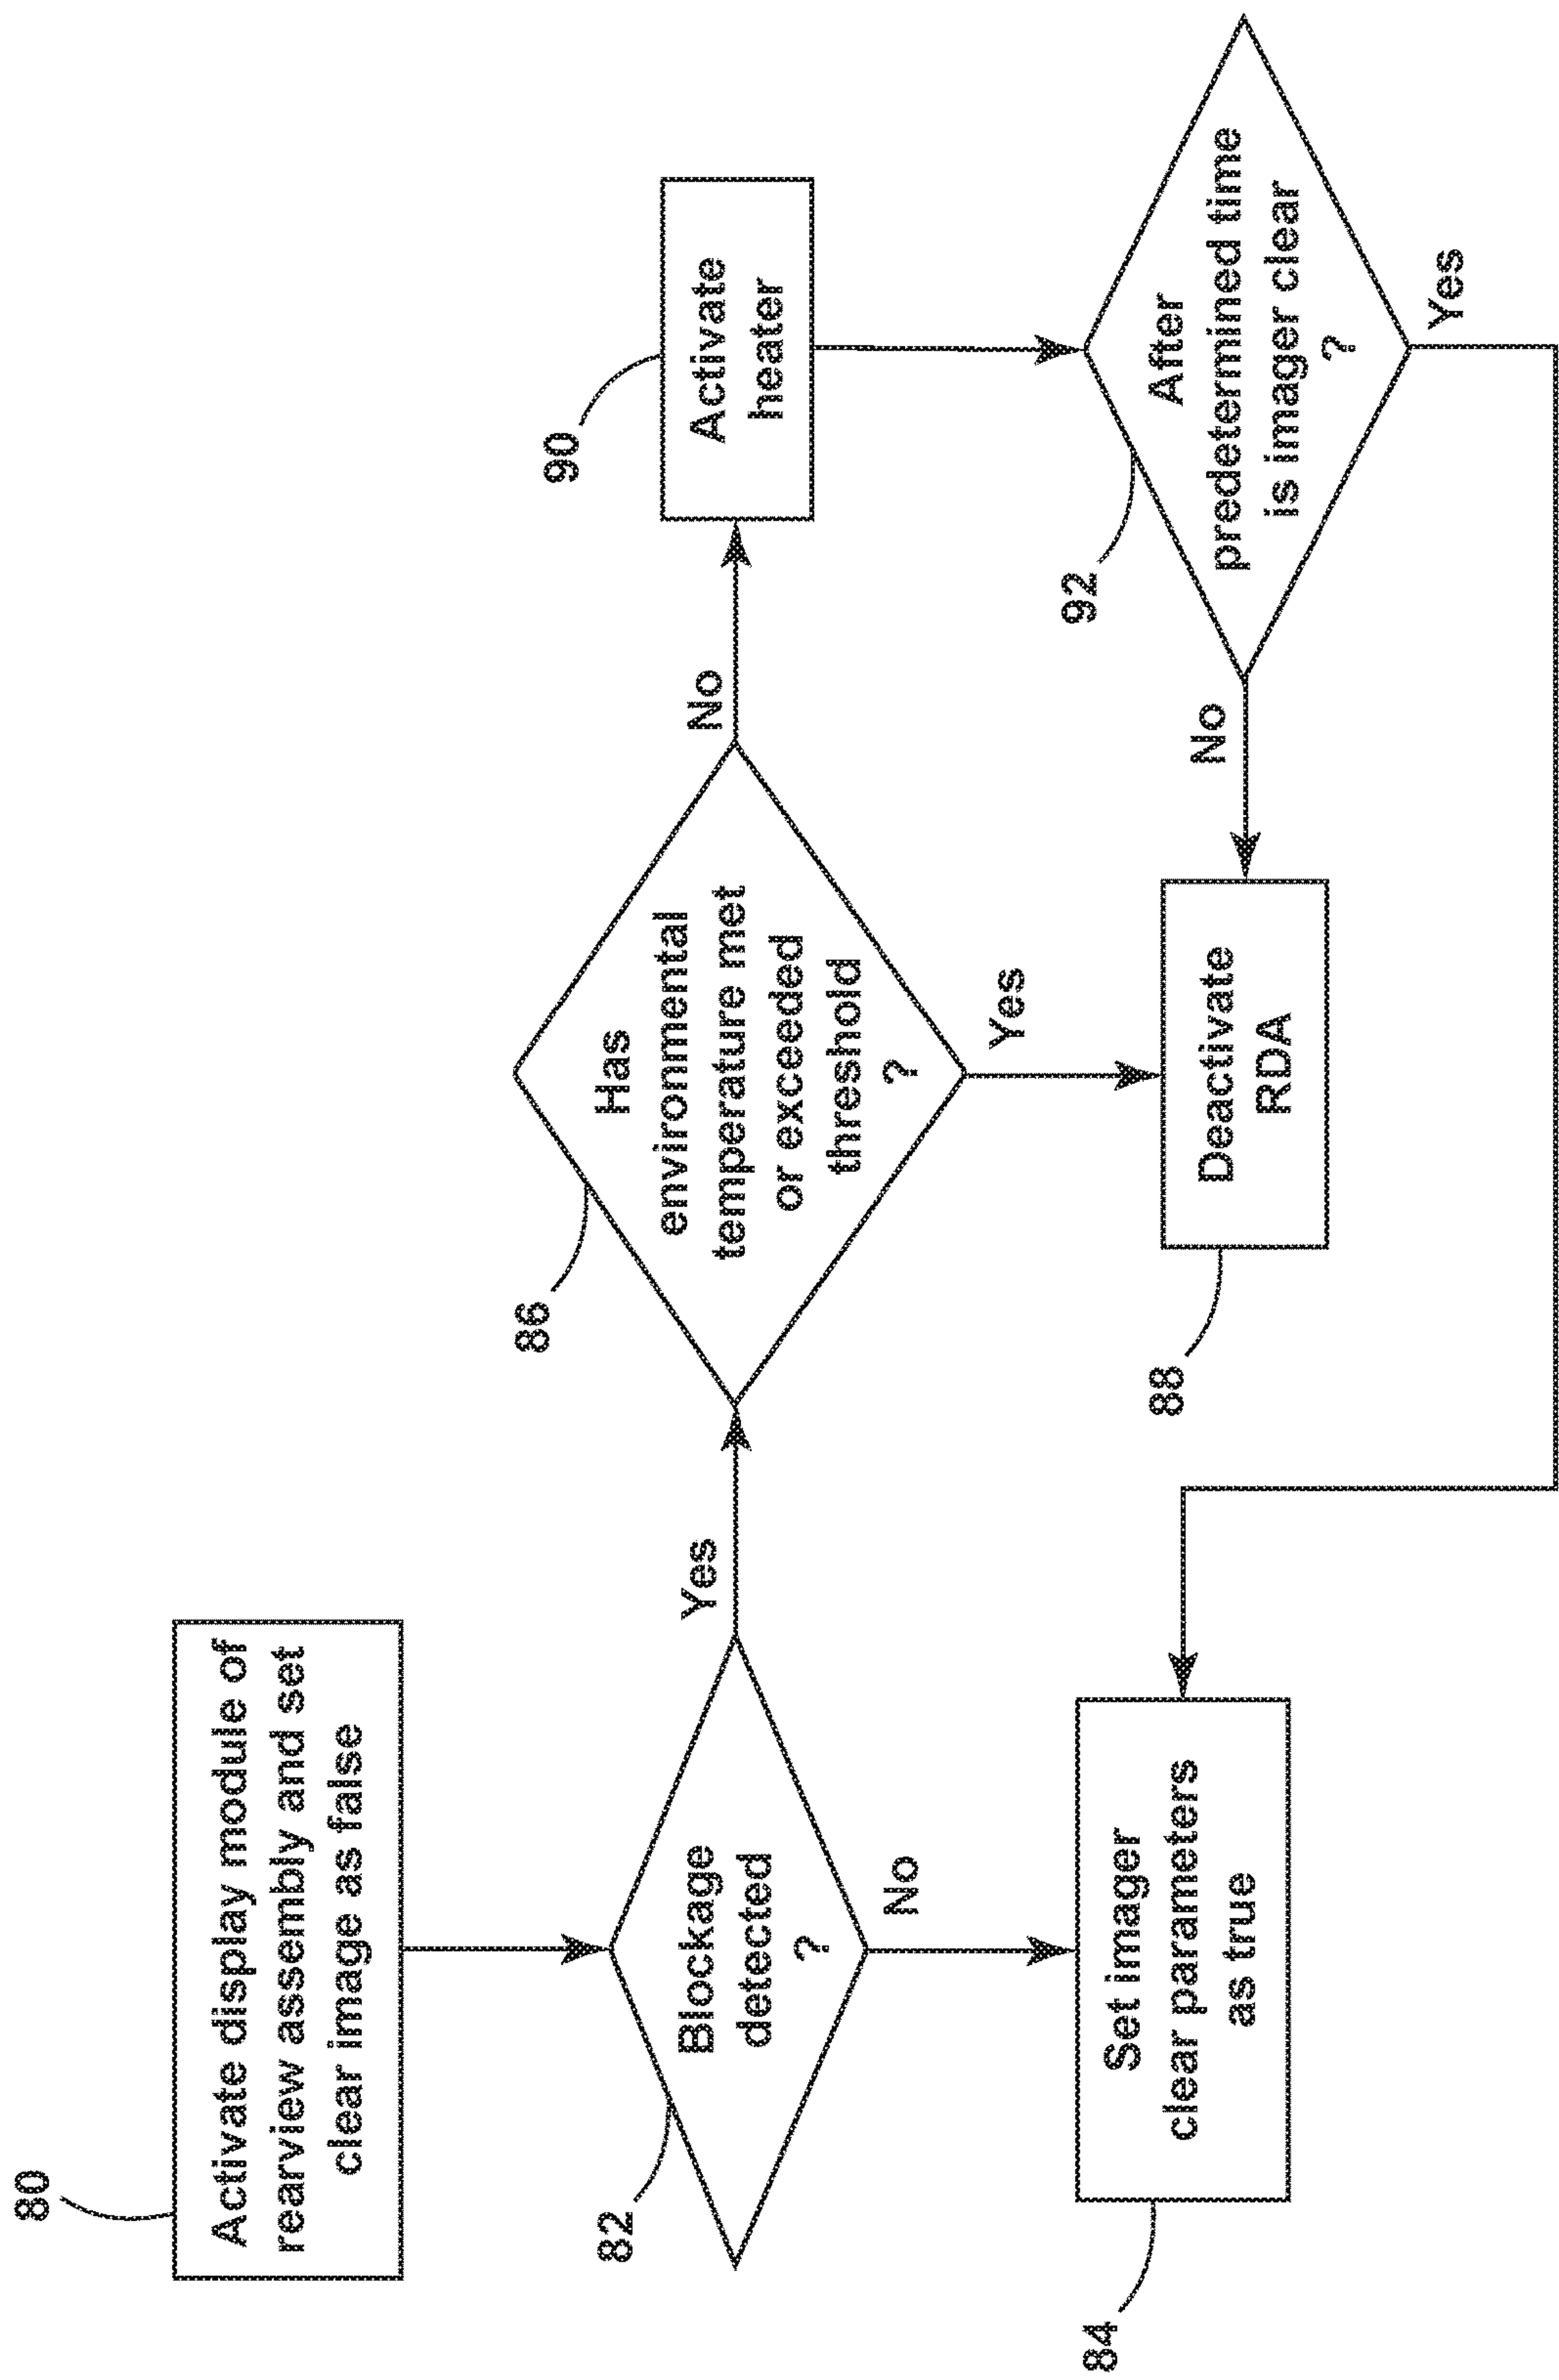 80
Activate display module of
rearview assembly and set
clear image as false
82
Blockage
detected
?
Yes
No
84
Set imager
clear parameters
as true
86
Has
environmental
temperature met
or exceeded
threshold
?
No
Yes
88
Deactivate
RDA
90
Activate
heater
92
After
predetermined time
is imager clear
?
No
Yes